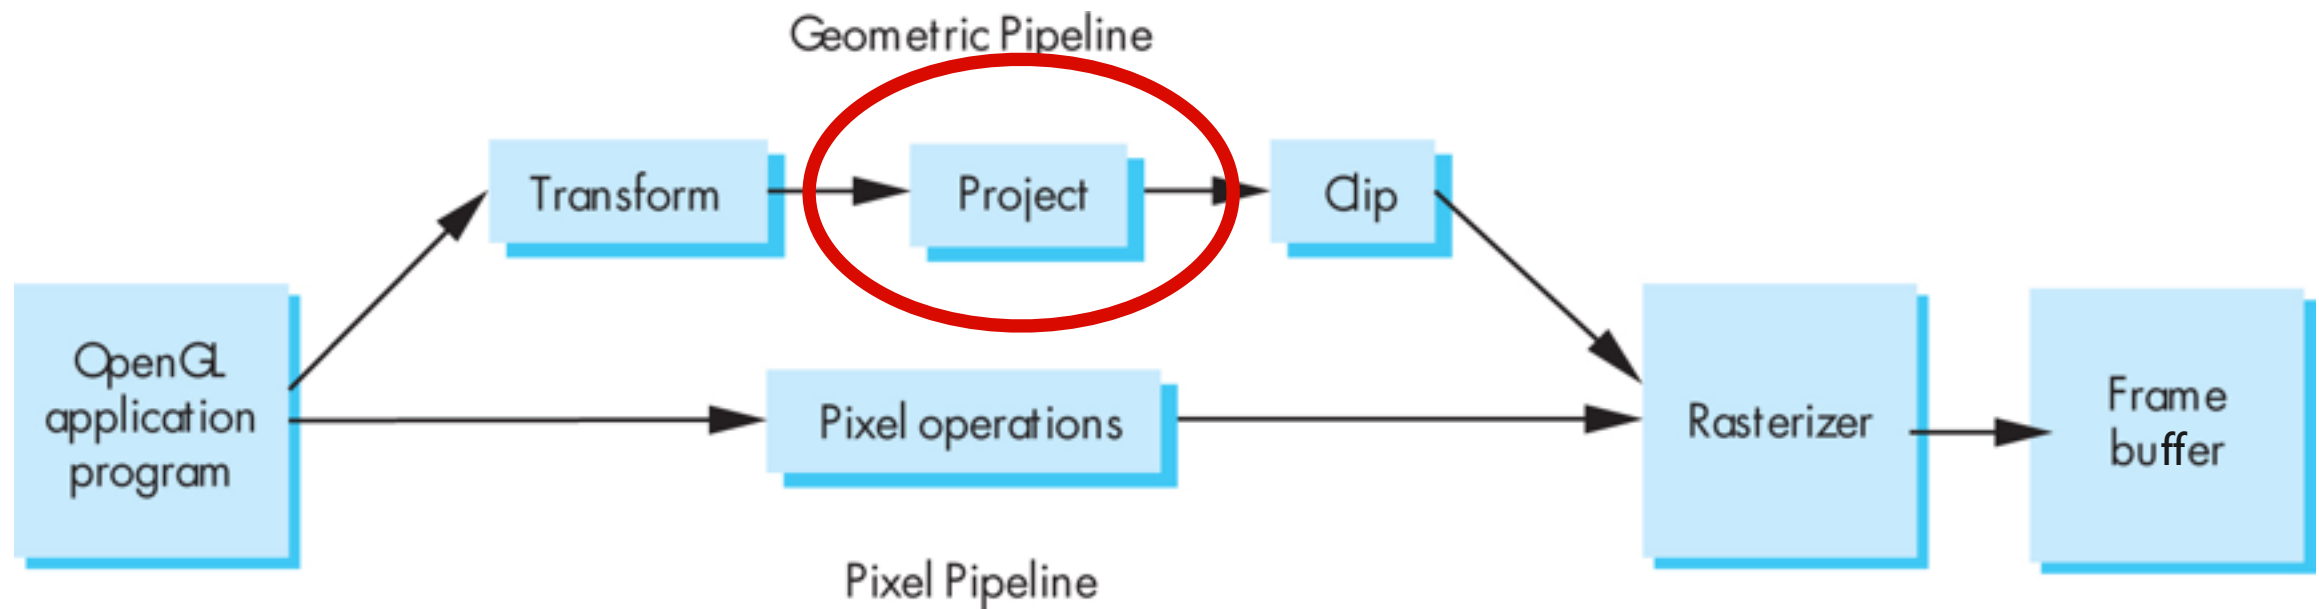 Geometric Pipeline
Transform
Project
Clip
OpenGL
application
program
Pixel operations
Rasterizer
Frame
buffer
Pixel Pipeline